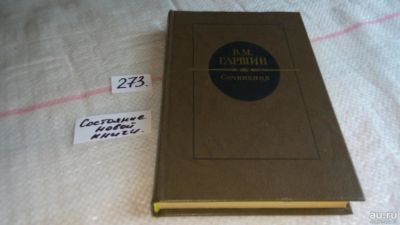 273.
Состояние
новой
книги.
В.М.
ГАРШИН
Сочинения
au.ru